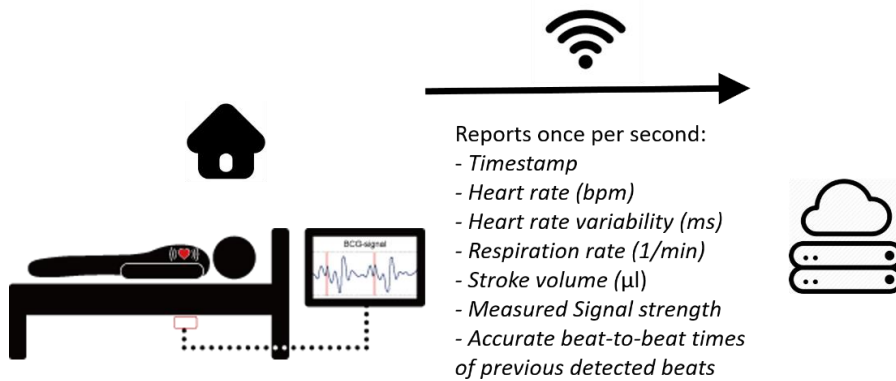 BCG-signal
Reports once per second:
- Timestamp
- Heart rate (bpm)
- Heart rate variability (ms)
- Respiration rate (1/min)
- Stroke volume (µl)
- Measured Signal strength
- Accurate beat-to-beat times
of previous detected beats